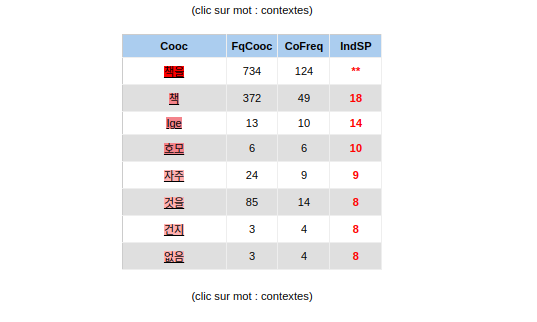 (clic sur mot : contextes)
Cooc FqCooc CoFreq IndSP
책을 734 124 **
책 372 49 18
Ige 13 10 14
호모 6 6 10
자주 24 9 9
것을 85 14 8
건지 3 4 8
없음 3 4 8
(clic sur mot : contextes)